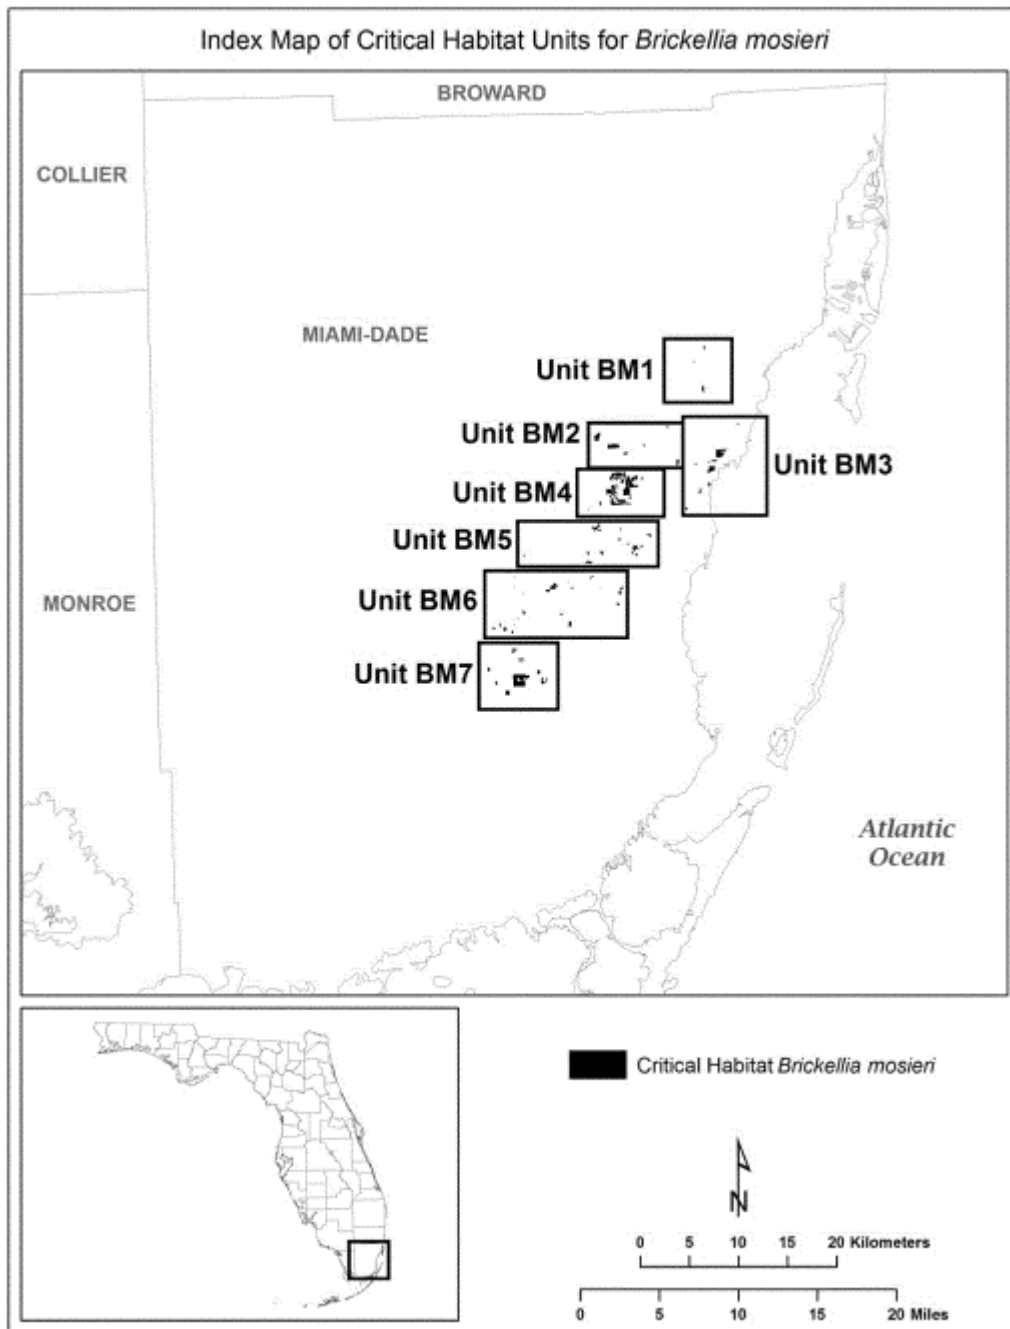 Index Map of Critical Habitat Units for Brickellia mosieri
BROWARD
COLLIER
MIAMI-DADE
Unit BM1
Unit BM2
Unit BM3
Unit BM4
Unit BM5
Unit BM6
MONROE
Unit BM7
Atlantic
Ocean
Critical Habitat Brickellia mosieri
N
0 5 10 15 20 Kilometers
0 5 10 15 20 Miles